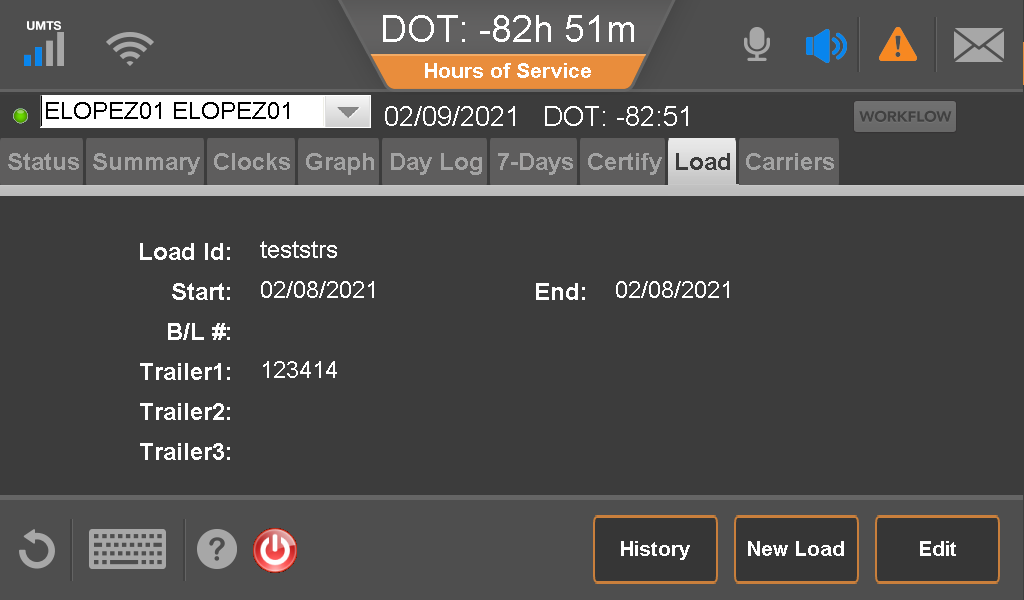 UMTS
DOT: -82h 51m
Hours of Service
ELOPEZ01 ELOPEZ01
02/09/2021 DOT: -82:51
WORKFLOW
Status Summary Clocks Graph Day Log 7-Days Certify Load Carriers
Load Id: teststrs
Start: 02/08/2021 End: 02/08/2021
B/L #:
Trailer1: 123414
Trailer2:
Trailer3:
?
History New Load Edit